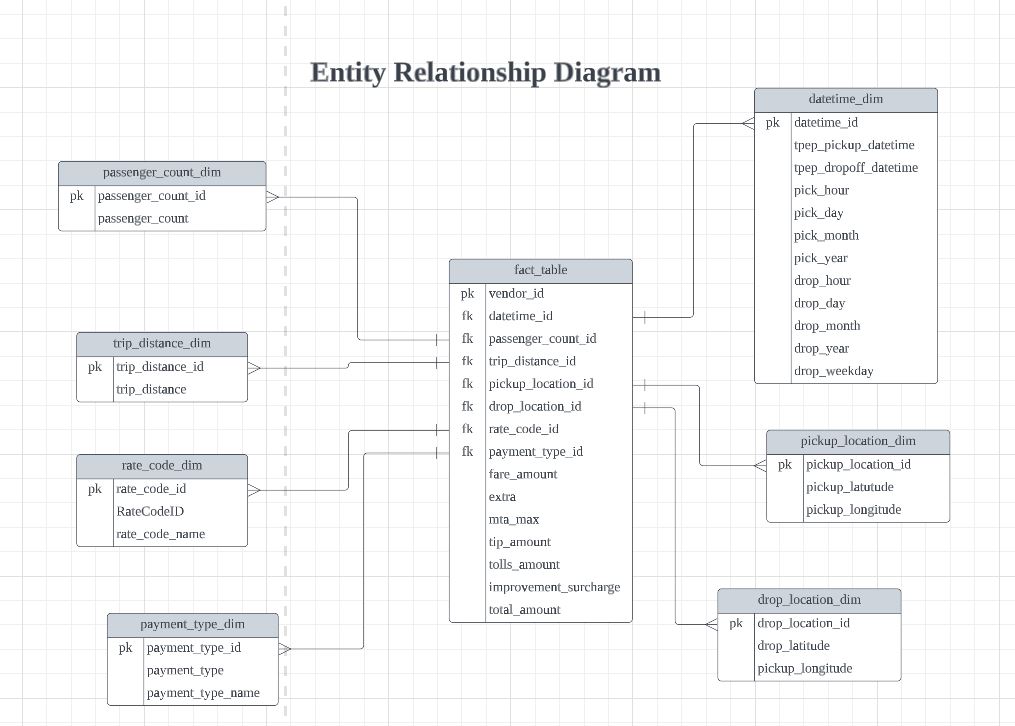 Entity Relationship Diagram
passenger_count_dim
pk passenger_count_id
passenger_count
trip_distance_dim
pk trip_distance_id
trip_distance
rate_code_dim
pk rate_code_id
RateCodeID
rate_code_name
payment_type_dim
pk payment_type_id
payment_type
payment_type_name
fact_table
pk vendor_id
fk datetime_id
fk passenger_count_id
fk trip_distance_id
fk pickup_location_id
fk drop_location_id
fk rate_code_id
fk payment_type_id
fare_amount
extra
mta_max
tip_amount
tolls_amount
improvement_surcharge
total_amount
datetime_dim
pk datetime_id
tpep_pickup_datetime
tpep_dropoff_datetime
pick_hour
pick_day
pick_month
pick_year
drop_hour
drop_day
drop_month
drop_year
drop_weekday
pickup_location_dim
pk pickup_location_id
pickup_latutude
pickup_longitude
drop_location_dim
pk drop_location_id
drop_latitude
pickup_longitude